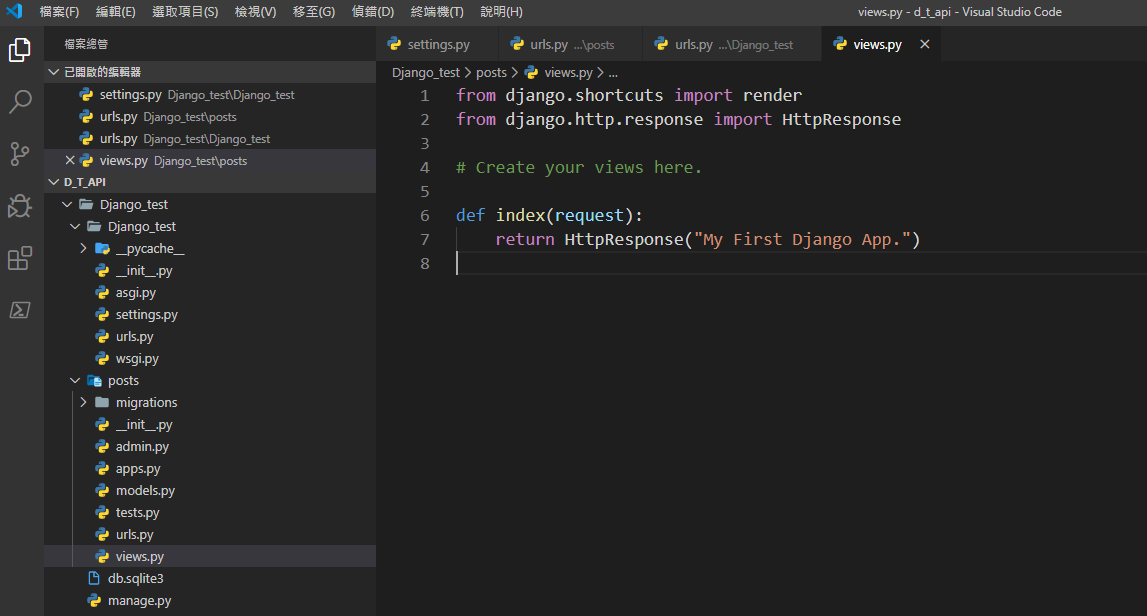 檔案(F) 編輯(E) 選取項目(S) 檢視(V) 移至(G) 偵錯(D) 終端機(T) 說明(H) views.py - d_t_api - Visual Studio Code
檔案總管
已開啟的編輯器
settings.py Django_test\Django_test
urls.py Django_test\posts
urls.py Django_test\Django_test
views.py Django_test\posts
D_T_API
Django_test
Django_test
__pycache__
__init__.py
asgi.py
settings.py
urls.py
wsgi.py
posts
migrations
__init__.py
admin.py
apps.py
models.py
tests.py
urls.py
views.py
db.sqlite3
manage.py
settings.py urls.py ...\posts urls.py ...\Django_test views.py
Django_test > posts > views.py > ...
1 from django.shortcuts import render
2 from django.http.response import HttpResponse
3
4 # Create your views here.
5
6 def index(request):
7     return HttpResponse("My First Django App.")
8